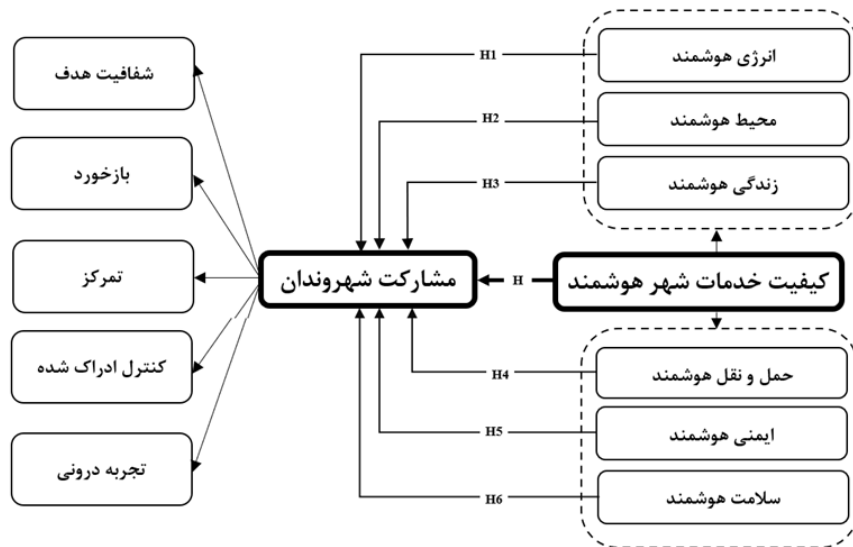 انرژی هوشمند
محیط هوشمند
زندگی هوشمند
کیفیت خدمات شهر هوشمند
حمل و نقل هوشمند
ایمنی هوشمند
سلامت هوشمند
H1
H2
H3
H
H4
H5
H6
مشارکت شهروندان
شفافیت هدف
بازخورد
تمرکز
کنترل ادراک شده
تجربه درونی